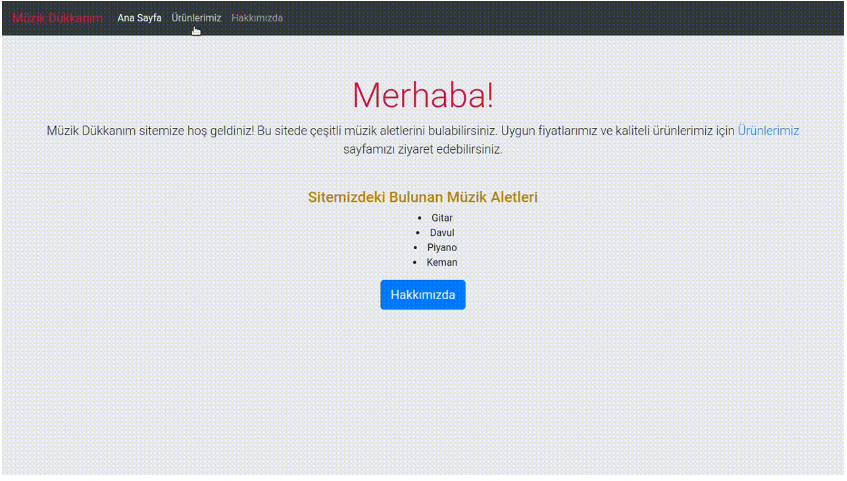 Müzik Dükkanım Ana Sayfa Ürünlerimiz Hakkımızda
Merhaba!
Müzik Dükkanım sitemize hoş geldiniz! Bu sitede çeşitli müzik aletlerini bulabilirsiniz. Uygun fiyatlarımız ve kaliteli ürünlerimiz için Ürünlerimiz
sayfamızı ziyaret edebilirsiniz.
Sitemizdeki Bulunan Müzik Aletleri
• Gitar
• Davul
• Piyano
• Keman
Hakkımızda